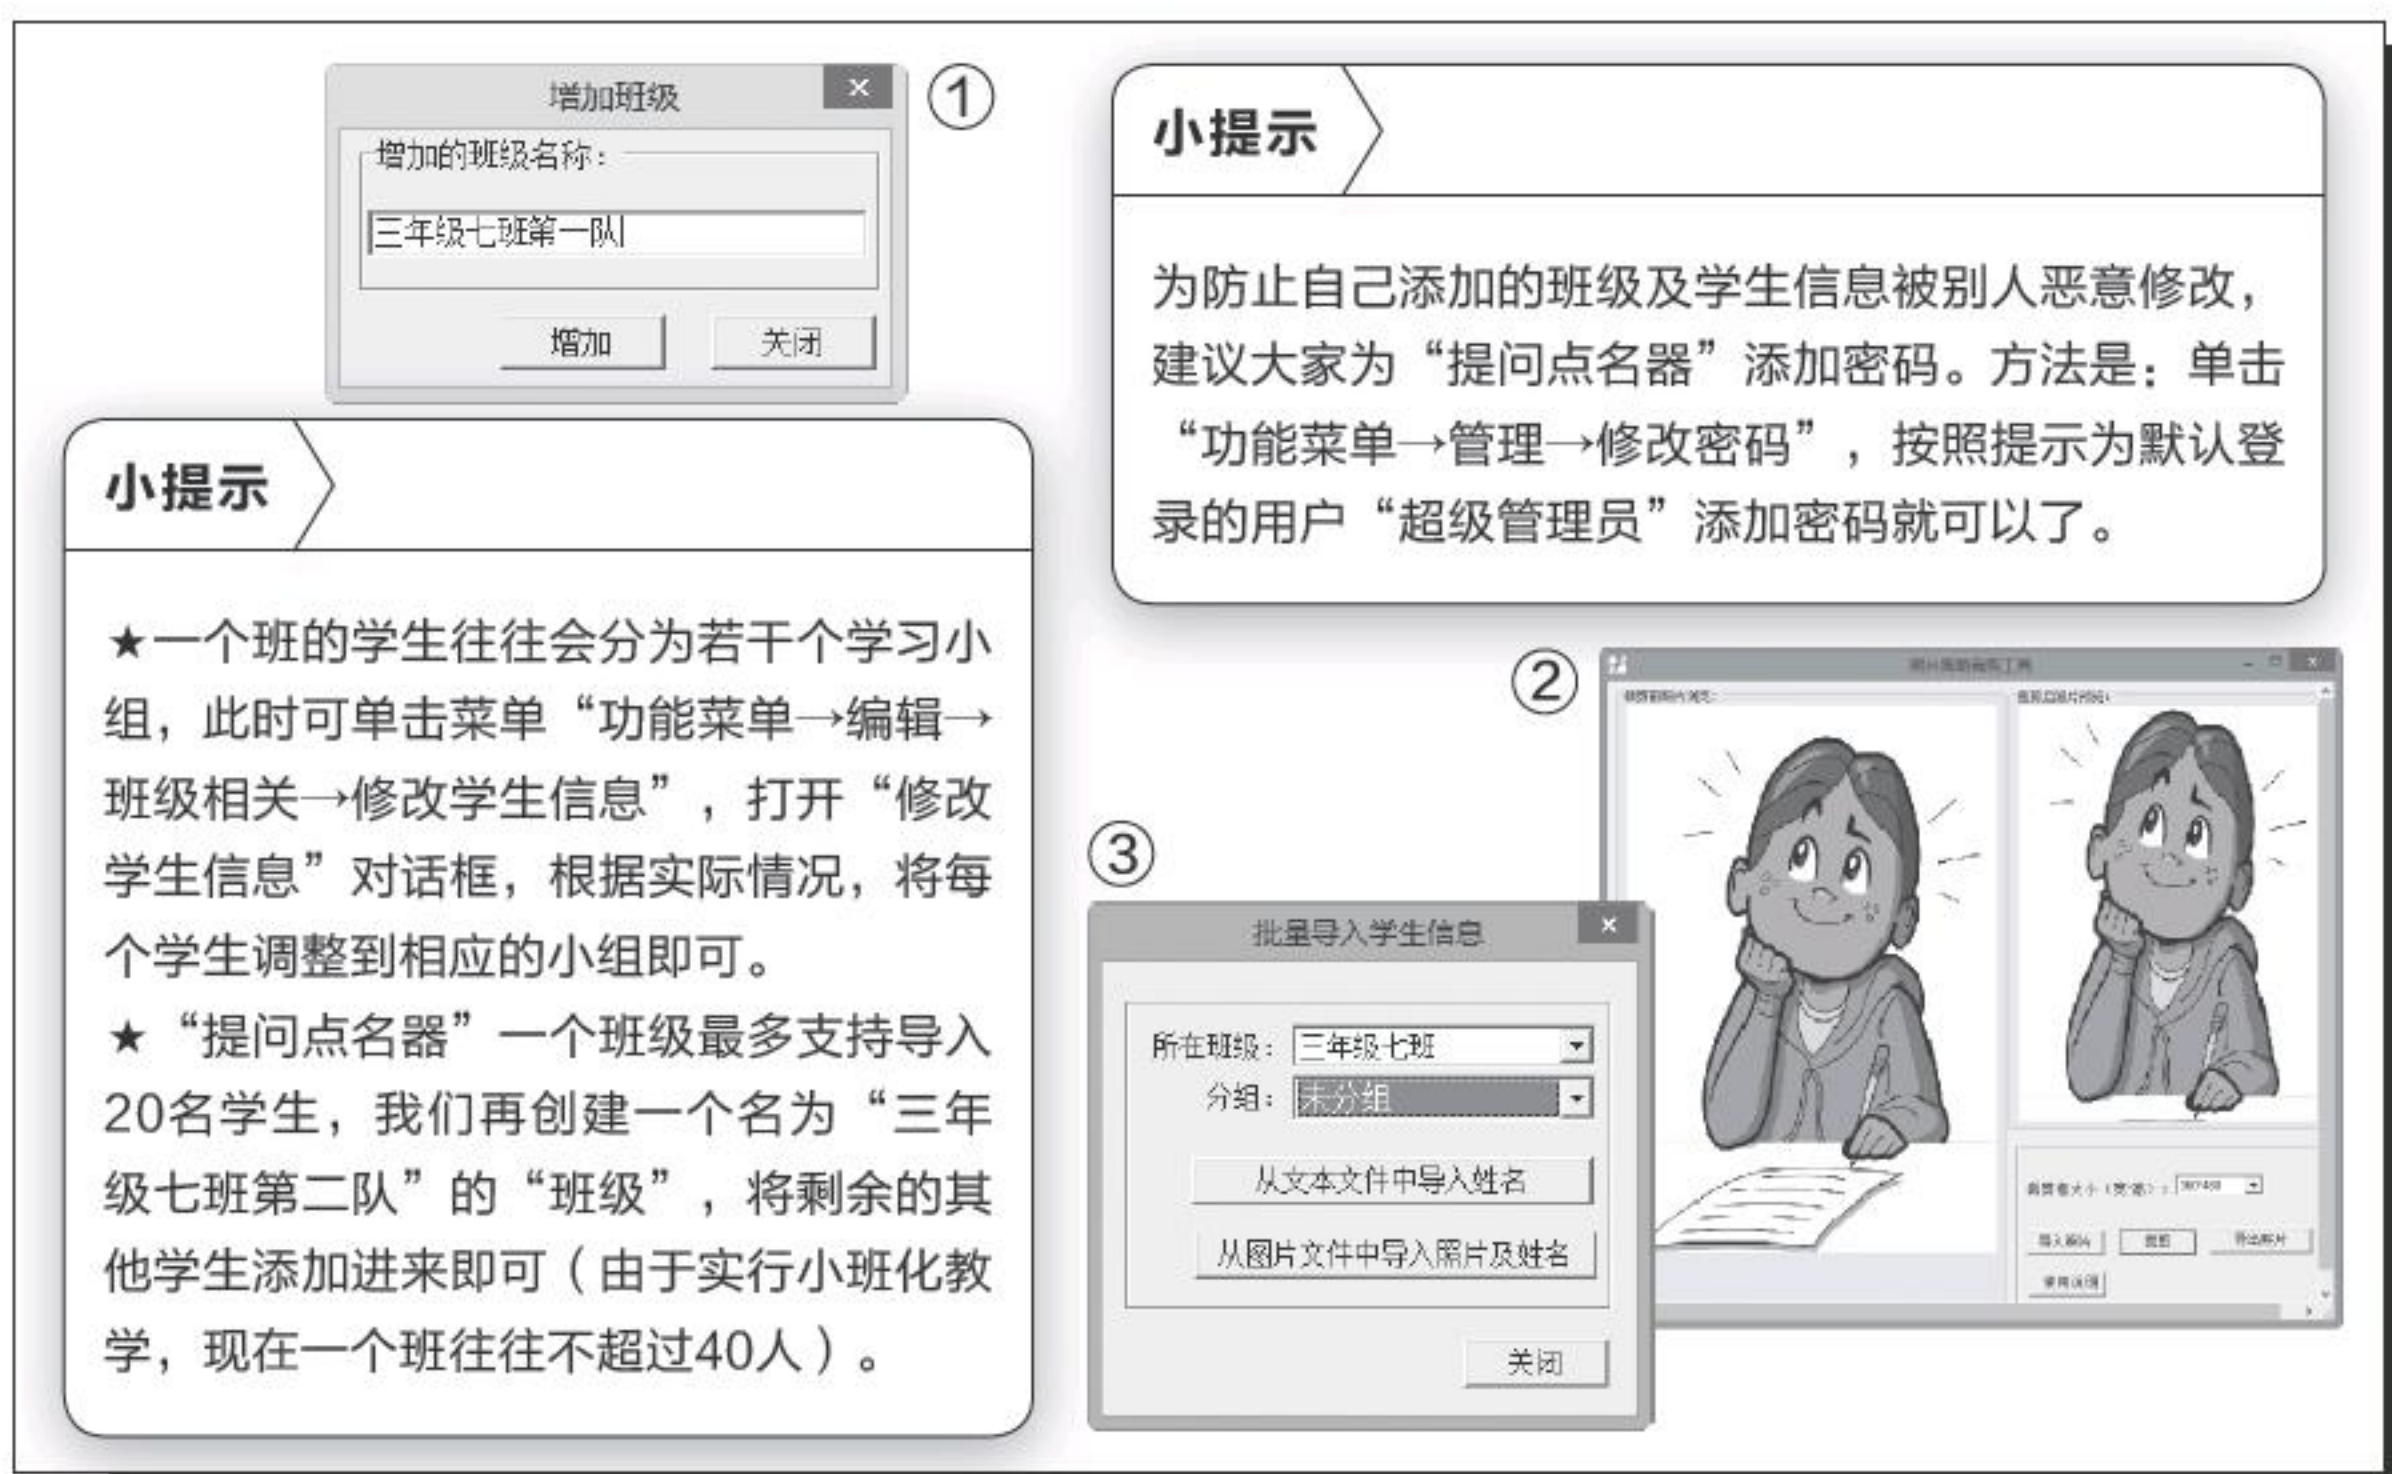 增加班级
①
增加的班级名称：
三年级七班第一队
增加
关闭
小提示
★一个班的学生往往会分为若干个学习小
组，此时可单击菜单“功能菜单→编辑→
班级相关→修改学生信息”，打开“修改
学生信息”对话框，根据实际情况，将每
个学生调整到相应的小组即可。
★“提问点名器”一个班级最多支持导入
20名学生，我们再创建一个名为“三年
级七班第二队”的“班级”，将剩余的其
他学生添加进来即可（由于实行小班化教
学，现在一个班往往不超过40人）。
小提示
为防止自己添加的班级及学生信息被别人恶意修改，
建议大家为“提问点名器”添加密码。方法是：单击
“功能菜单→管理→修改密码”，按照提示为默认登
录的用户“超级管理员”添加密码就可以了。
②
导入照片
导出照片
使用说明
③
批量导入学生信息
所在班级：三年级七班
分组：未分组
从文本文件中导入姓名
从图片文件中导入照片及姓名
关闭